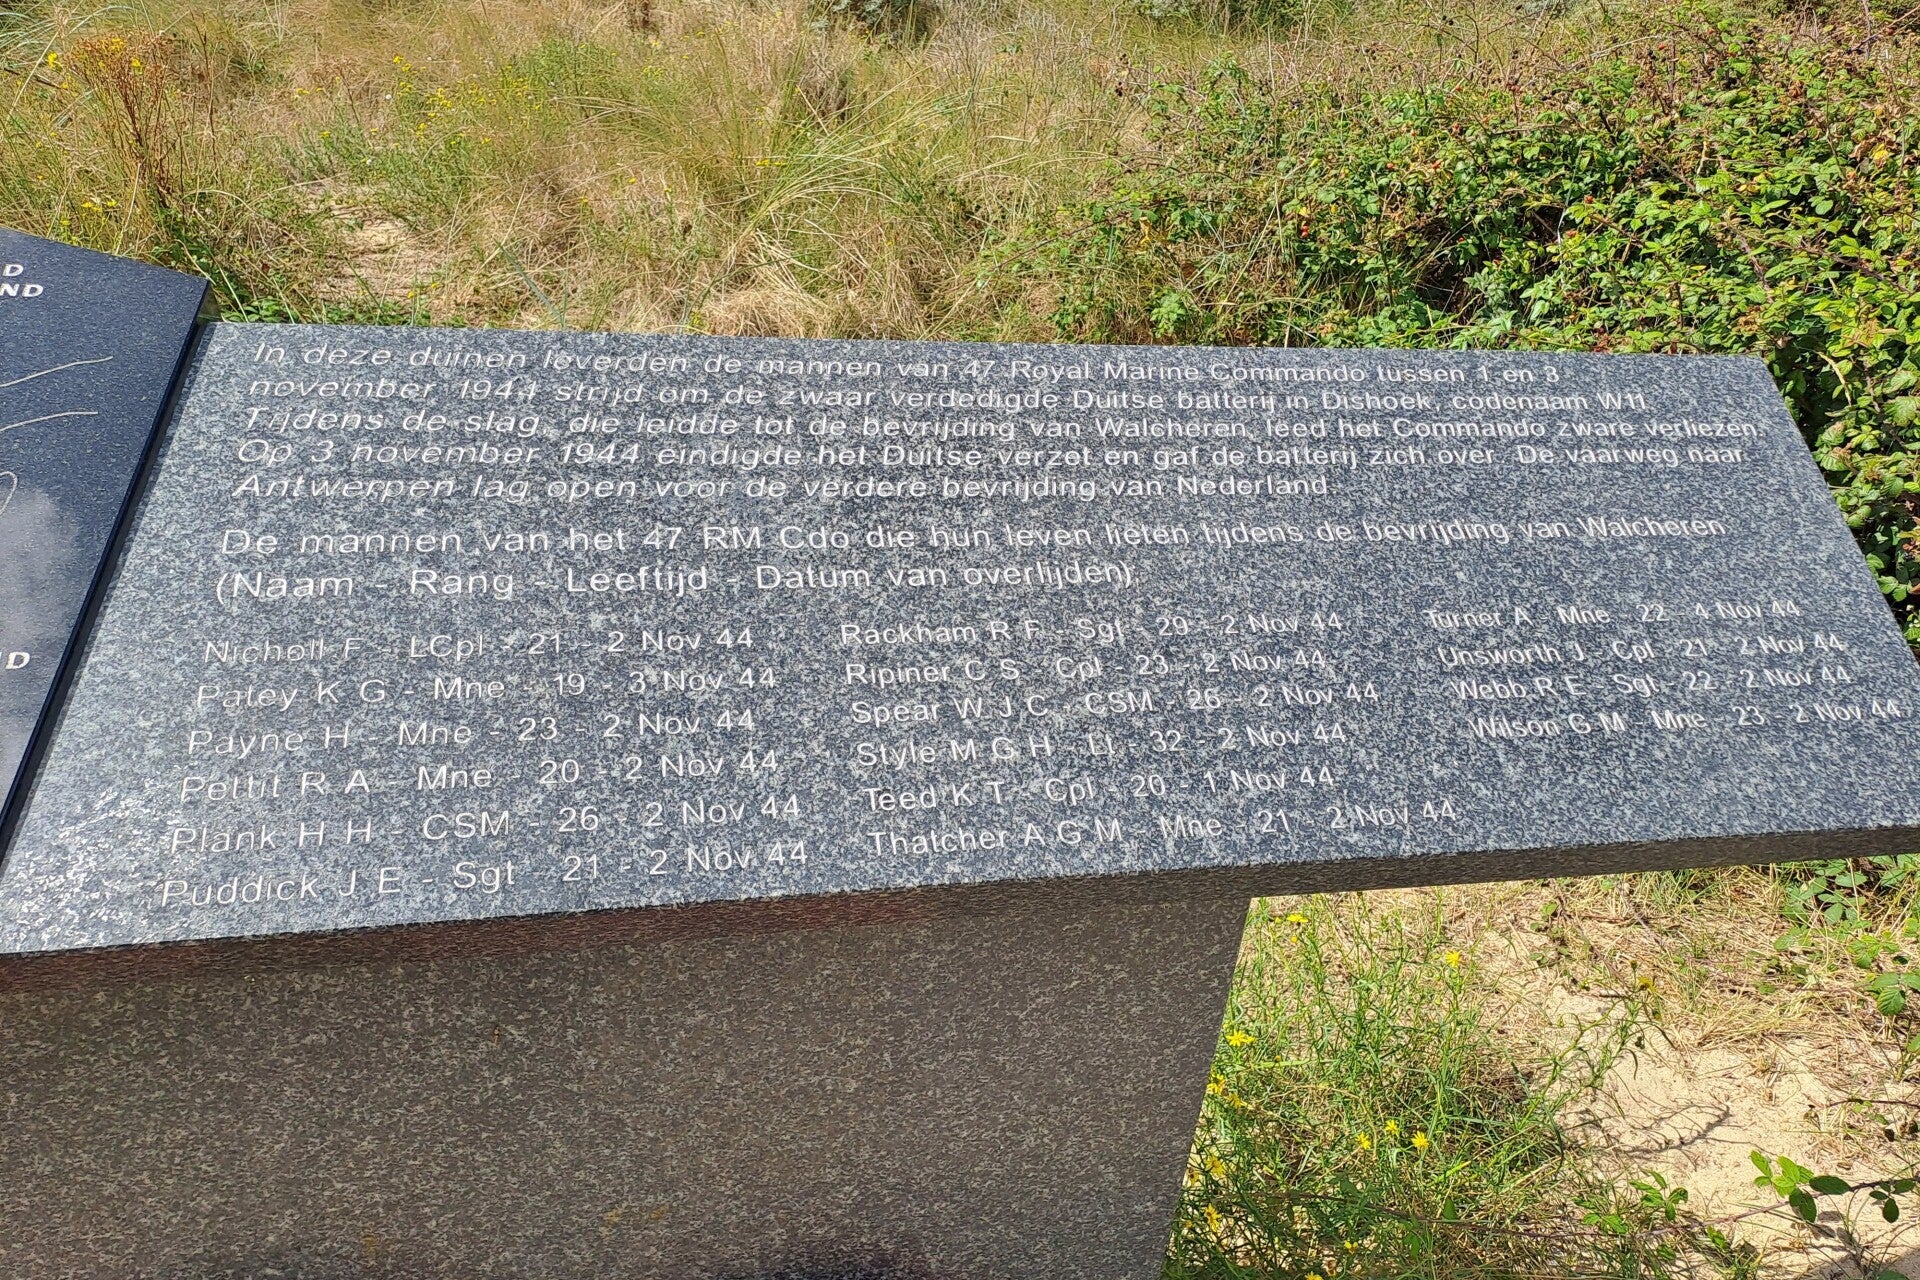 D
ND
ND
In deze duinen leverden de mannen van 47 Royal Marine Commando tussen 1 en 3
november 1944 strijd om de zwaar verdedigde Duitse batterij in Dishoek, codenaam W11.
Tijdens de slag, die leidde tot de bevrijding van Walcheren, leed het Commando zware verliezen.
Op 3 november 1944 eindigde het Duitse verzet en gaf de batterij zich over. De vaarweg naar
Antwerpen lag open voor de verdere bevrijding van Nederland.
De mannen van het 47 RM Cdo die hun leven lieten tijdens de bevrijding van Walcheren
(Naam - Rang - Leeftijd - Datum van overlijden):
Nicholl F - LCpl - 21 - 2 Nov 44
Patey K G - Mne - 19 - 3 Nov 44
Payne H - Mne - 23 - 2 Nov 44
Pettit R A - Mne - 20 - 2 Nov 44
Plank H H - CSM - 26 - 2 Nov 44
Puddick J E - Sgt - 21 - 2 Nov 44
Rackham R F - Sgt - 29 - 2 Nov 44
Ripiner C S - Cpl - 23 - 2 Nov 44
Spear W J C - CSM - 26 - 2 Nov 44
Style M G H - Lt - 32 - 2 Nov 44
Teed K T - Cpl - 20 - 1 Nov 44
Thatcher A G M - Mne - 21 - 2 Nov 44
Turner A - Mne - 22 - 4 Nov 44
Unsworth J - Cpl - 21 - 2 Nov 44
Webb R E - Sgt - 22 - 2 Nov 44
Wilson G M - Mne - 23 - 2 Nov 44.